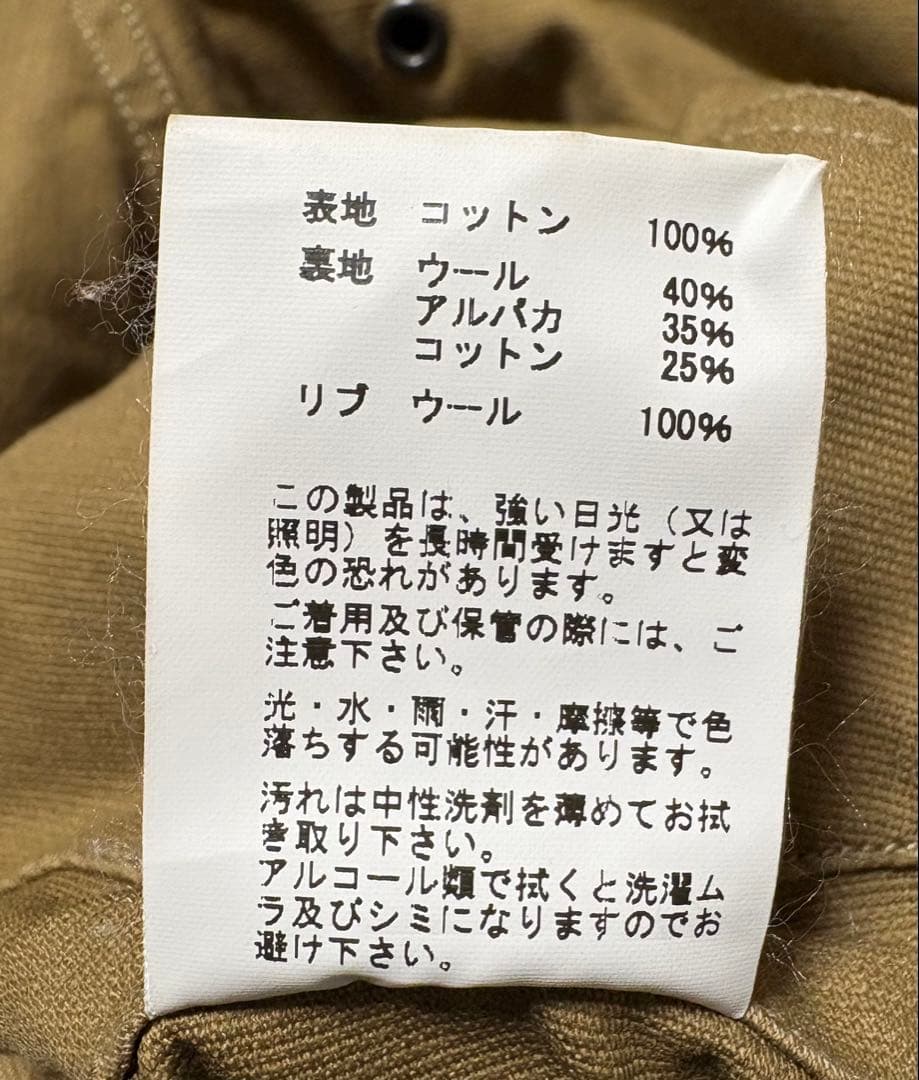 表地 コットン 100%
裏地 ウール 40%
アルパカ 35%
コットン 25%
リブ ウール 100%
この製品は、強い日光（又は
照明）を長時間受けますと変
色の恐れがあります。
ご着用及び保管の際には、ご
注意下さい。
光・水・雨・汗・摩擦等で色
落ちする可能性があります。
汚れは中性洗剤を薄めてお拭
き取り下さい。
アルコール類で拭くと洗濯ム
ラ及びシミになりますのでお
避け下さい。